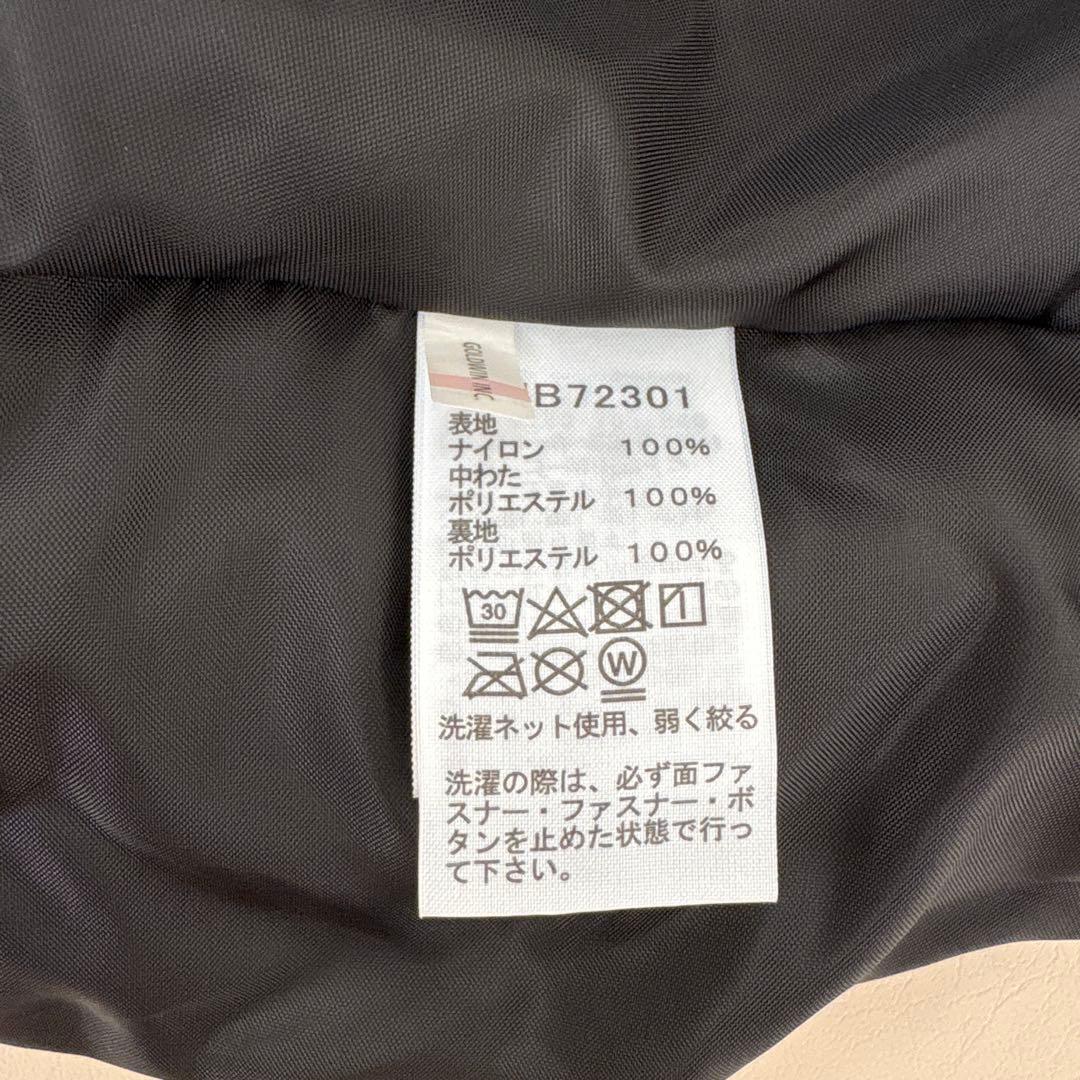 GOLDWIN INC
B72301
表地
ナイロン 100%
中わた
ポリエステル 100%
裏地
ポリエステル 100%
30
W
洗濯ネット使用、弱く絞る
洗濯の際は、必ず面ファ
スナー・ファスナー・ボ
タンを止めた状態で行っ
て下さい。